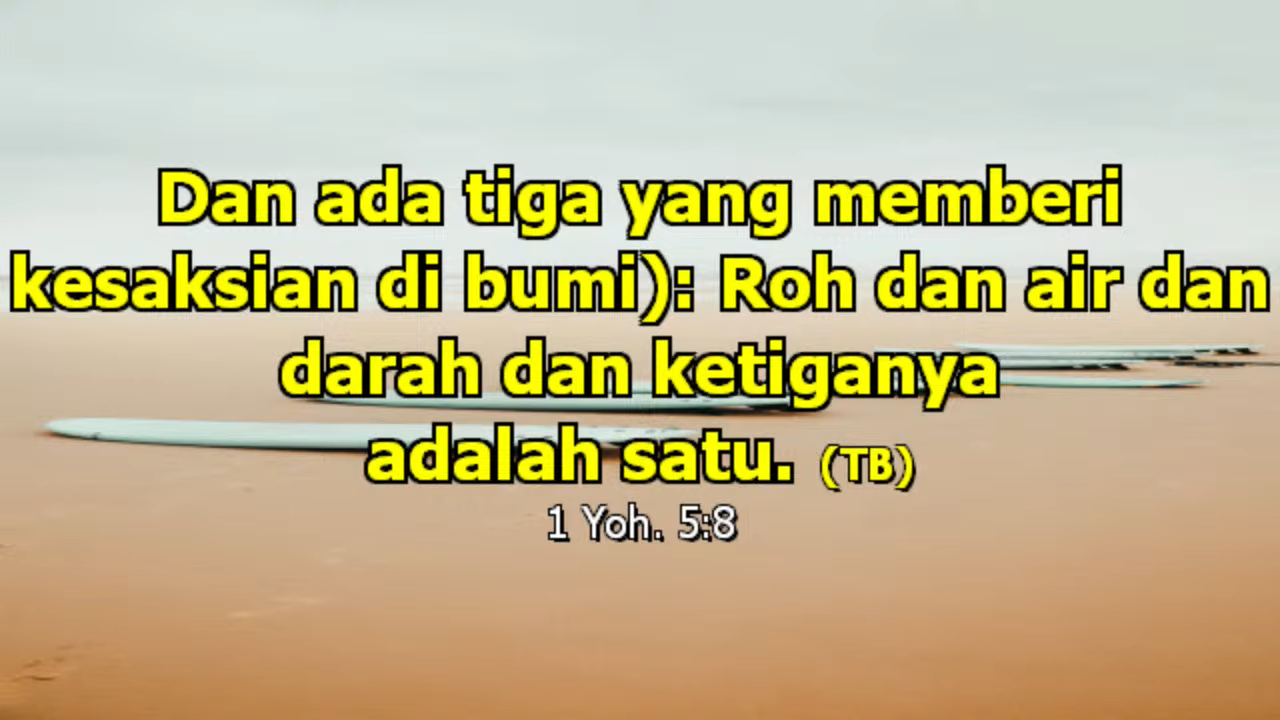 Dan ada tiga yang memberi
kesaksian di bumi): Roh dan air dan
darah dan ketiganya
adalah satu. (TB)
1 Yoh. 5:8